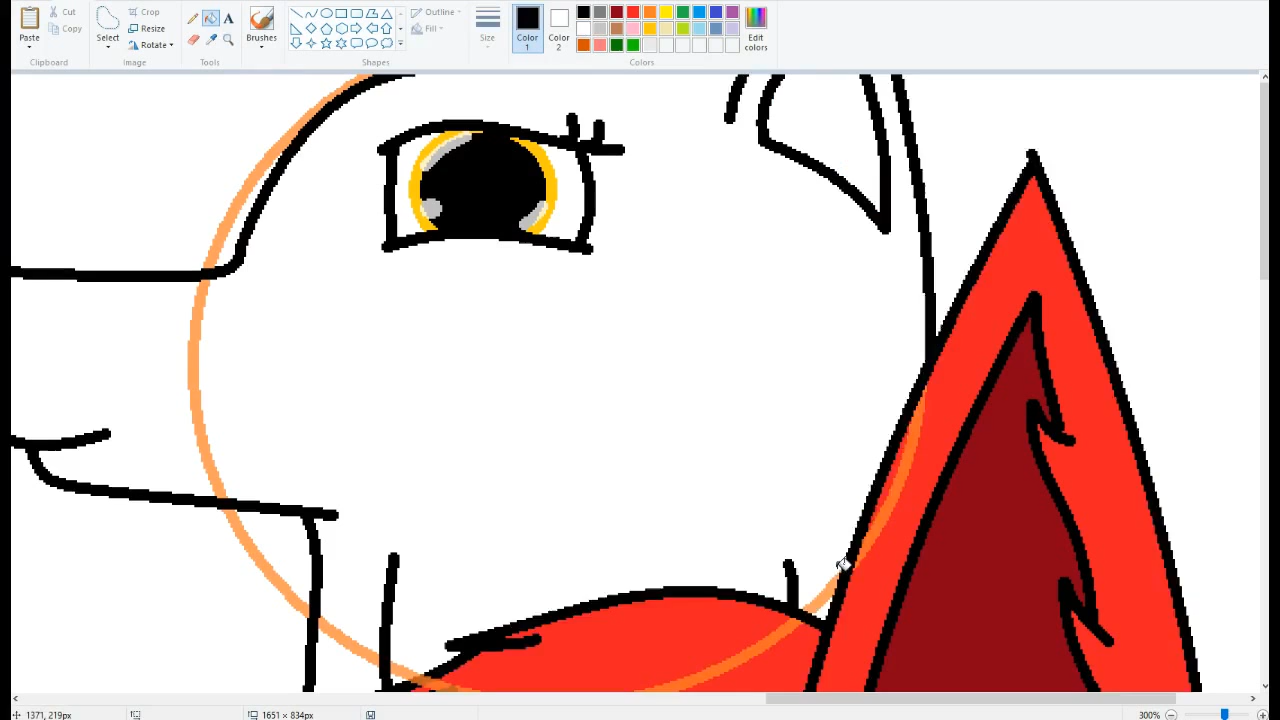 Paste
Cut
Copy
Clipboard
Select
Crop
Resize
Rotate
Image
A
Tools
Brushes
Shapes
Outline
Fill
Size
Color
1
Color
2
Edit
colors
Colors
1371, 219px
1651 × 834px
300%